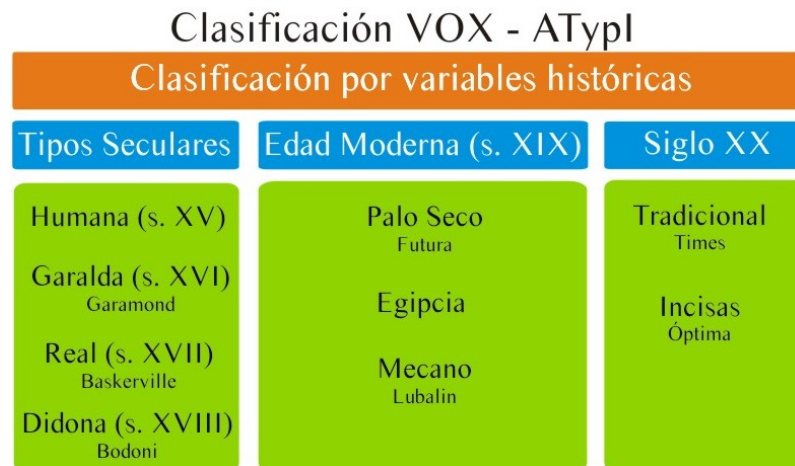 Clasificación VOX - ATypI
Clasificación por variables históricas
Tipos Seculares
Humana (s. XV)
Garalda (s. XVI)
Garamond
Real (s. XVII)
Baskerville
Didona (s. XVIII)
Bodoni
Edad Moderna (s. XIX)
Palo Seco
Futura
Egipcia
Mecano
Lubalin
Siglo XX
Tradicional
Times
Incisas
Óptima